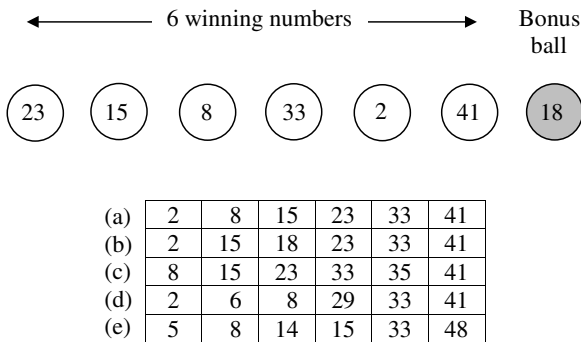 6 winning numbers Bonus
ball
23 15 8 33 2 41 18
(a) 2 8 15 23 33 41
(b) 2 15 18 23 33 41
(c) 8 15 23 33 35 41
(d) 2 6 8 29 33 41
(e) 5 8 14 15 33 48